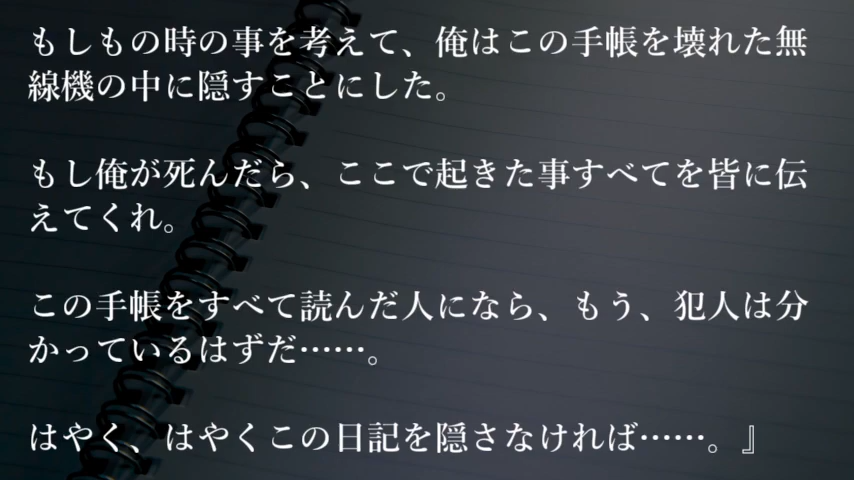 もしもの時の事を考えて、俺はこの手帳を壊れた無
線機の中に隠すことにした。
もし俺が死んだら、ここで起きた事すべてを皆に伝
えてくれ。
この手帳をすべて読んだ人になら、もう、犯人は分
かっているはずだ……。
はやく、はやくこの日記を隠さなければ……。』